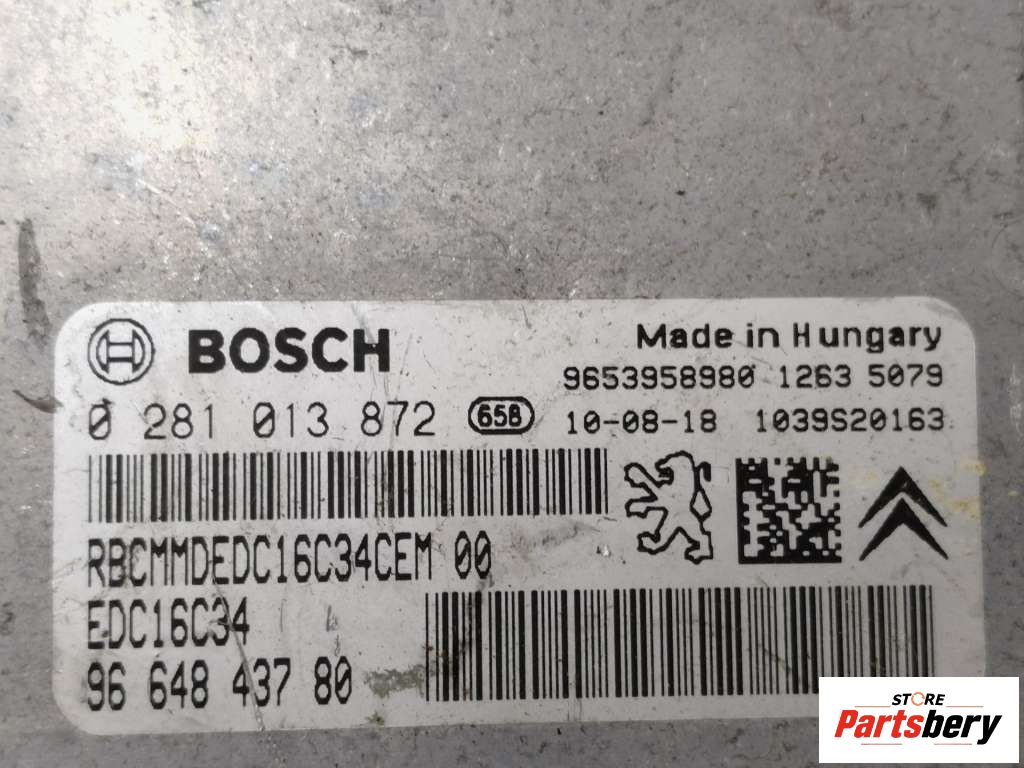 BOSCH
Made in Hungary
9653958980 1263 5079
0 281 013 872 658 10-08-18 1039S20163
RBCMMDEDC16C34CEM 00
EDC16C34
96 648 437 80
STORE
Partsbery